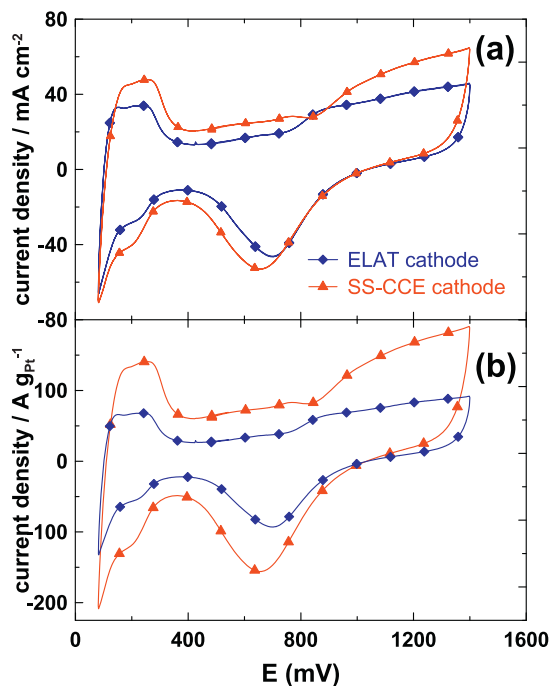 80
(a)
40
0
-40
-80
current density / mA cm⁻²
ELAT cathode
SS-CCE cathode
(b)
100
0
-100
-200
current density / A gPt⁻¹
0 400 800 1200 1600
E (mV)